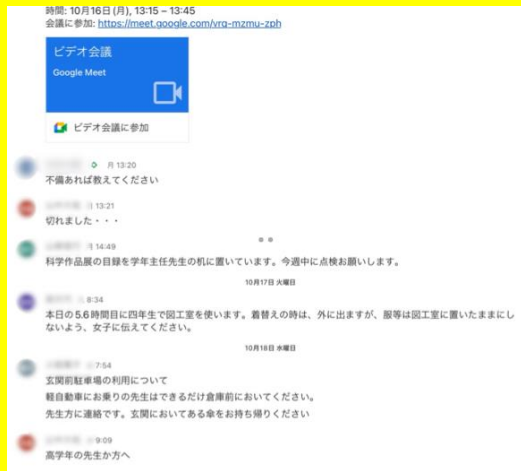 時間: 10月16日(月), 13:15 – 13:45
会議に参加: https://meet.google.com/vrq-mzmu-zph
ビデオ会議
Google Meet
ビデオ会議に参加
月 13:20
不備あれば教えてください
13:21
切れました・・・
14:49
科学作品展の目録を学年主任先生の机に置いています。今週中に点検お願いします。
10月17日 火曜日
8:34
本日の5.6時間目に四年生で図工室を使います。着替えの時は、外に出ますが、服等は図工室に置いたままにし
ないよう、女子に伝えてください。
10月18日 水曜日
7:54
玄関前駐車場の利用について
軽自動車にお乗りの先生はできるだけ倉庫前においてください。
先生方に連絡です。玄関においてある傘をお持ち帰りください
9:09
高学年の先生か方へ